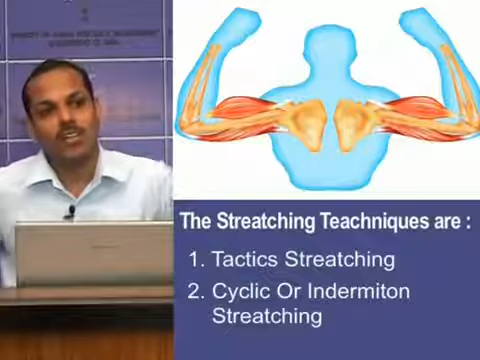 The Streatching Teachniques are :
1. Tactics Streatching
2. Cyclic Or Indermiton
Streatching